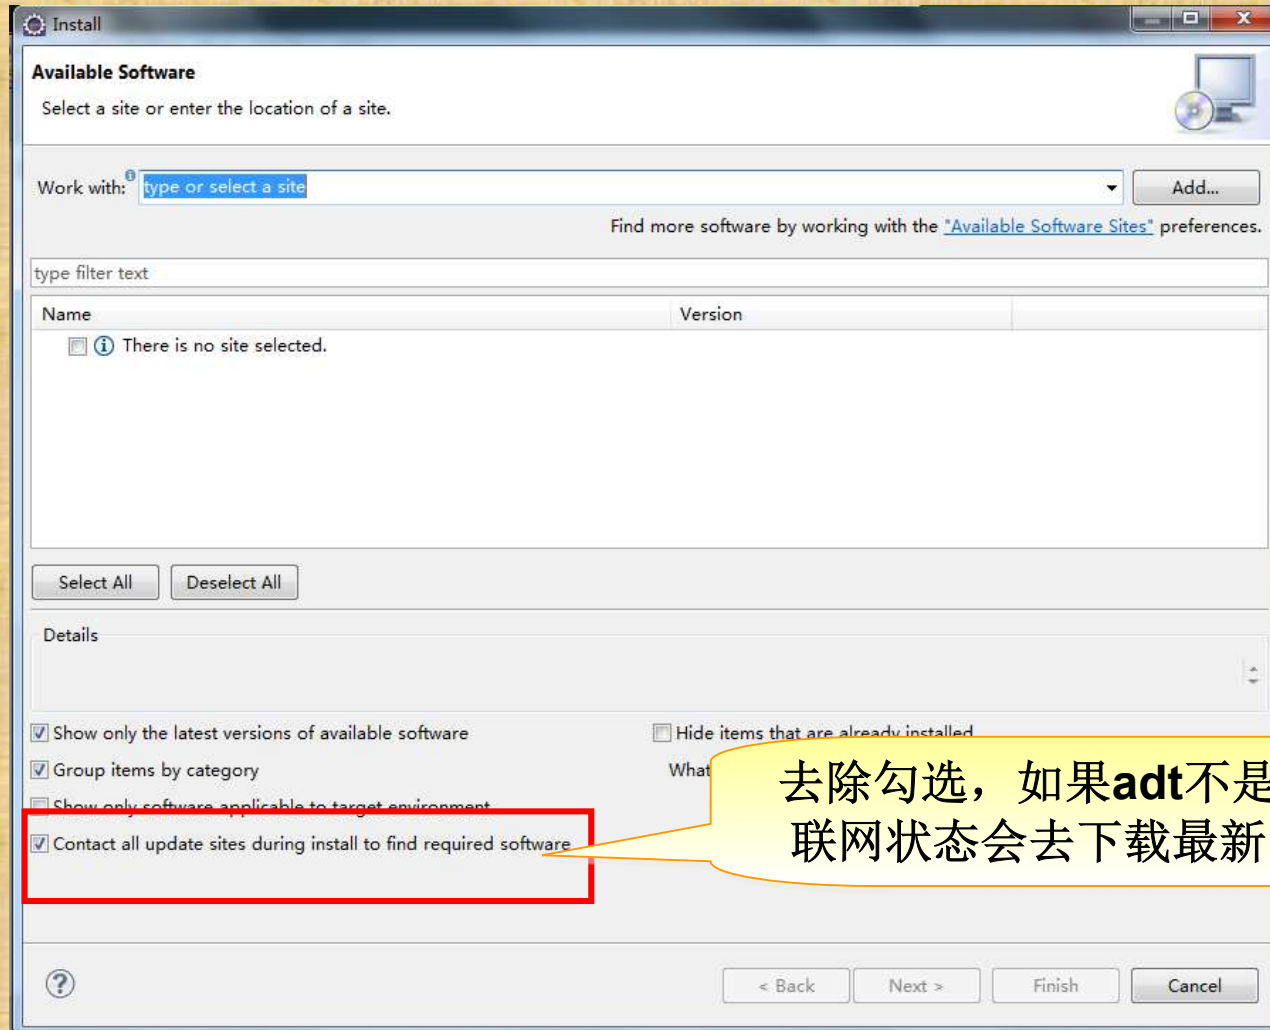 Install
Available Software
Select a site or enter the location of a site.
Work with: type or select a site
Add...
Find more software by working with the "Available Software Sites" preferences.
type filter text
Name Version
There is no site selected.
Select All Deselect All
Details
Show only the latest versions of available software
Hide items that are already installed
Group items by category
What
Show only software applicable to target environment
Contact all update sites during install to find required software
去除勾选，如果adt不是
联网状态会去下载最新
< Back Next > Finish Cancel